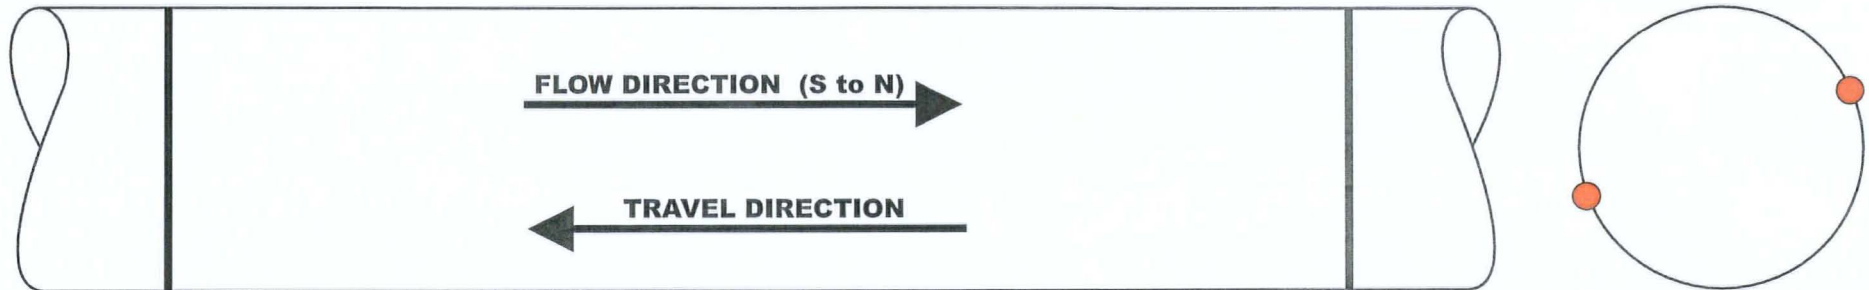 FLOW DIRECTION (S to N)
TRAVEL DIRECTION